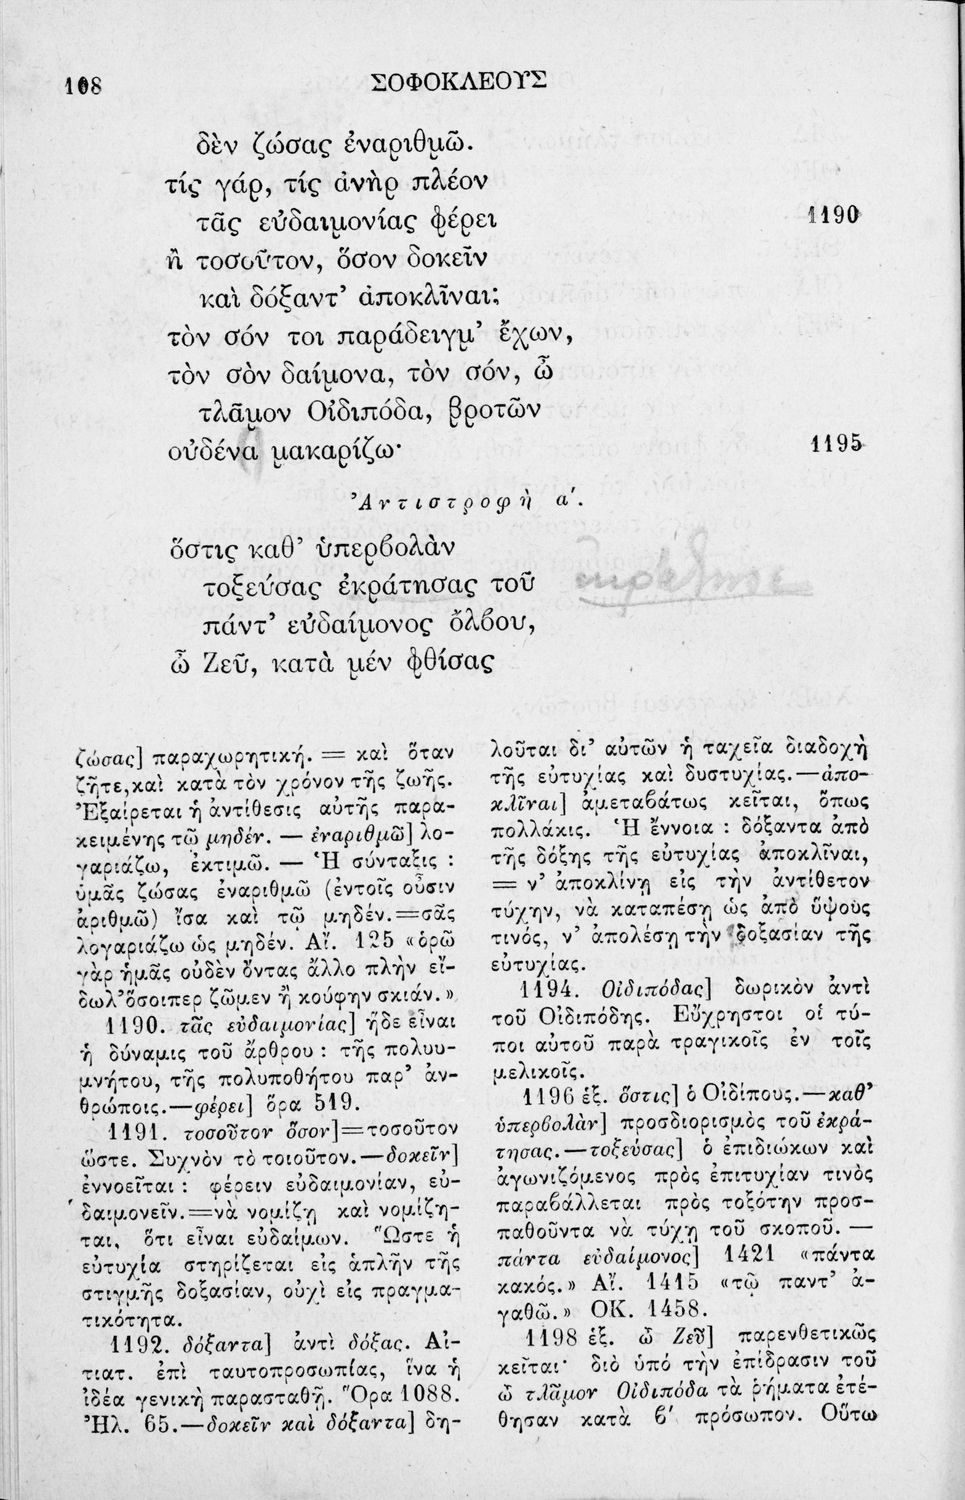 108
ΣΟΦΟΚΛΕΟΥΣ
δὲν ζώσας ἐναριθμῶ.
τίς γάρ, τίς ἀνὴρ πλέον
τᾶς εὐδαιμονίας φέρει
1190
ἢ τοσοῦτον, ὅσον δοκεῖν
καὶ δόξαντ' ἀποκλῖναι;
τὸν σόν τοι παράδειγμ' ἔχων,
τὸν σὸν δαίμονα, τὸν σόν, ὦ
τλᾶμον Οἰδιπόδα, βροτῶν
οὐδένα μακαρίζω·
1195
Ἀντιστροφὴ α΄.
ὅστις καθ' ὑπερβολὰν
τοξεύσας ἐκράτησας τοῦ
πάντ' εὐδαίμονος ὄλβου,
ὦ Ζεῦ, κατὰ μέν φθίσας
ζώσας] παραχωρητική. = καὶ ὅταν
ζῆτε, καὶ κατὰ τὸν χρόνον τῆς ζωῆς.
Ἐξαίρεται ἡ ἀντίθεσις αὐτῆς παρα-
κειμένης τῷ μηδέν. — ἐναριθμῶ] λο-
γαριάζω, ἐκτιμῶ. — Ἡ σύνταξις :
ὑμᾶς ζώσας ἐναριθμῶ (ἐντοῖς οὖσιν
ἀριθμῶ) ἴσα καὶ τῷ μηδέν.=σᾶς
λογαριάζω ὡς μηδέν. Αἴ. 125 «ὁρῶ
γὰρ ἡμᾶς οὐδὲν ὄντας ἄλλο πλὴν εἴ-
δωλ' ὅσοιπερ ζῶμεν ἢ κούφην σκιάν.»
1190. τᾶς εὐδαιμονίας] ἥδε εἶναι
ἡ δύναμις τοῦ ἄρθρου : τῆς πολυυ-
μνήτου, τῆς πολυποθήτου παρ' ἀν-
θρώποις.—φέρει] ὅρα 519.
1191. τοσοῦτον ὅσον]=τοσοῦτον
ὥστε. Συχνὸν τὸ τοιοῦτον.—δοκεῖν]
ἐννοεῖται : φέρειν εὐδαιμονίαν, εὐ-
δαιμονεῖν.=νὰ νομίζῃ καὶ νομίζη-
ται, ὅτι εἶναι εὐδαίμων. Ὥστε ἡ
εὐτυχία στηρίζεται εἰς ἁπλῆν τῆς
στιγμῆς δοξασίαν, οὐχὶ εἰς πραγμα-
τικότητα.
1192. δόξαντα] ἀντὶ δόξας. Αἰ-
τιατ. ἐπὶ ταυτοπροσωπίας, ἵνα ἡ
ἰδέα γενικὴ παρασταθῇ. Ὅρα 1088.
Ἠλ. 65.—δοκεῖν καὶ δόξαντα] δη-
λοῦται δι' αὐτῶν ἡ ταχεῖα διαδοχὴ
τῆς εὐτυχίας καὶ δυστυχίας.—ἀπο-
κλῖναι] ἀμεταβάτως κεῖται, ὅπως
πολλάκις. Ἡ ἔννοια : δόξαντα ἀπὸ
τῆς δόξης τῆς εὐτυχίας ἀποκλῖναι,
= ν' ἀποκλίνῃ εἰς τὴν ἀντίθετον
τύχην, νὰ καταπέσῃ ὡς ἀπὸ ὕψους
τινός, ν' ἀπολέσῃ τὴν δοξασίαν τῆς
εὐτυχίας.
1194. Οἰδιπόδας] δωρικὸν ἀντὶ
τοῦ Οἰδιπόδης. Εὔχρηστοι οἱ τύ-
ποι αὐτοῦ παρὰ τραγικοῖς ἐν τοῖς
μελικοῖς.
1196 ἑξ. ὅστις] ὁ Οἰδίπους.—καθ'
ὑπερβολὰν] προσδιορισμὸς τοῦ ἐκρά-
τησας.—τοξεύσας] ὁ ἐπιδιώκων καὶ
ἀγωνιζόμενος πρὸς ἐπιτυχίαν τινὸς
παραβάλλεται πρὸς τοξότην προσ-
παθοῦντα νὰ τύχῃ τοῦ σκοποῦ. —
πάντα εὐδαίμονος] 1421 «πάντα
κακός.» Αἴ. 1415 «τῷ παντ' ἀ-
γαθῶ.» ΟΚ. 1458.
1198 ἑξ. ὦ Ζεῦ] παρενθετικῶς
κεῖται· διὸ ὑπό τὴν ἐπίδρασιν τοῦ
ὦ τλᾶμον Οἰδιπόδα τὰ ῥήματα ἐτέ-
θησαν κατὰ β΄ πρόσωπον. Οὕτω